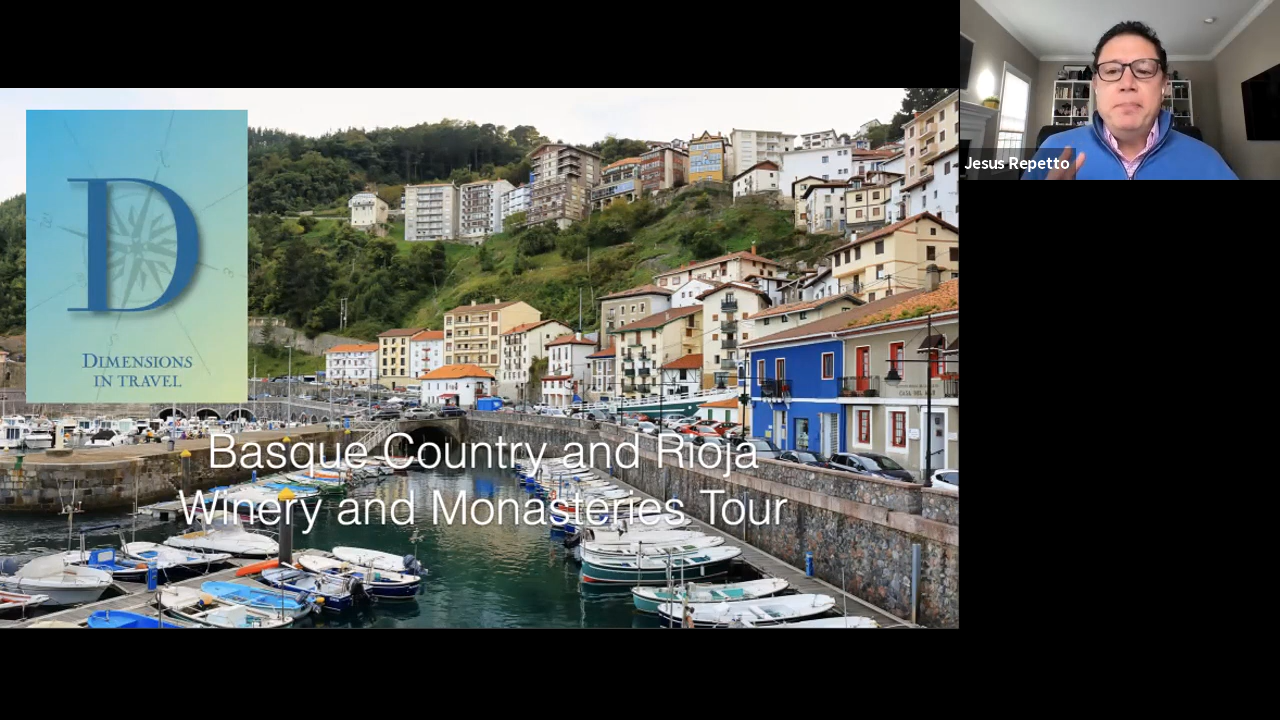 D
DIMENSIONS
IN TRAVEL
Basque Country and Rioja
Winery and Monasteries Tour
Jesus Repetto